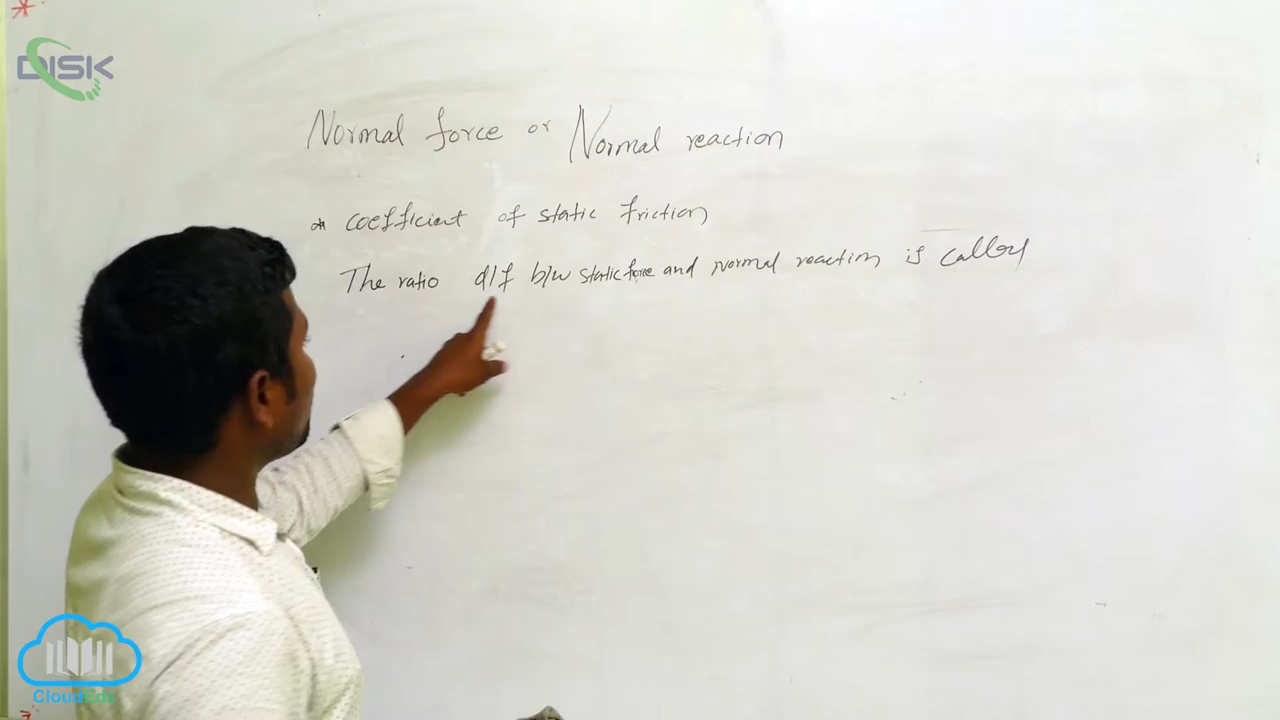 DISK
Normal force or Normal reaction
* coefficient of static friction
The ratio d/f b/w static force and Normal reaction is called
CloudEds